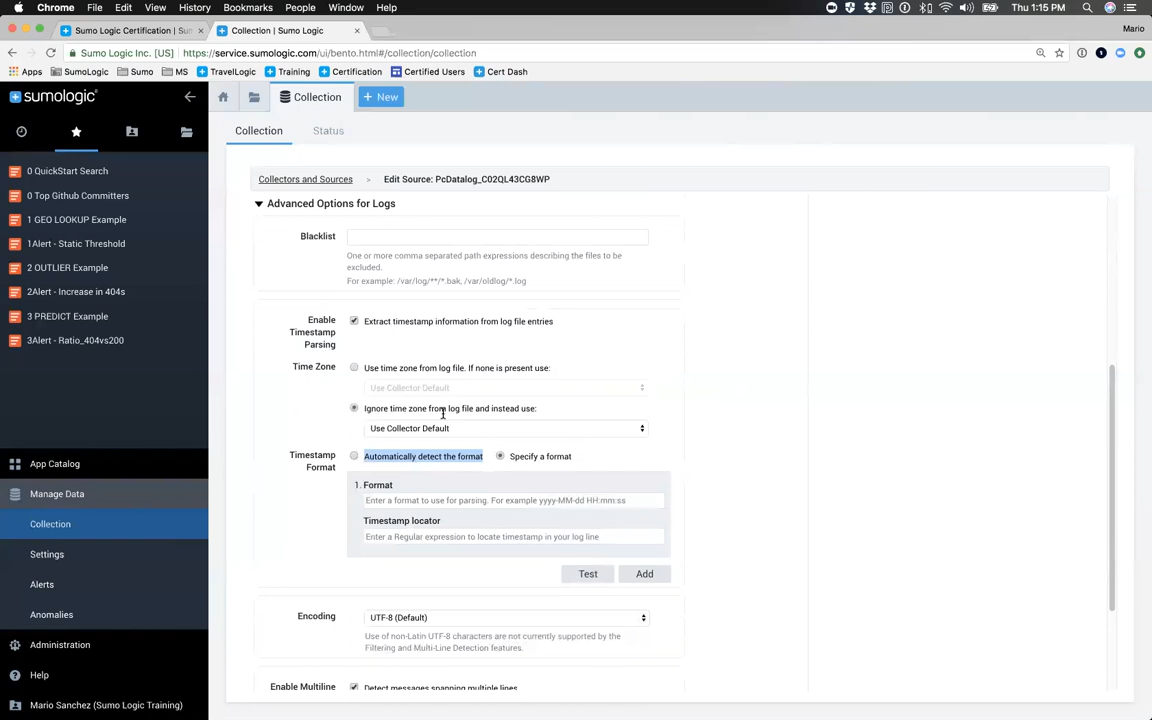 Chrome File Edit View History Bookmarks People Window Help Thu 1:15 PM
Sumo Logic Certification | Sum
Collection | Sumo Logic
Mario
Sumo Logic Inc. [US] https://service.sumologic.com/ui/bento.html#/collection/collection
Apps SumoLogic Sumo MS TravelLogic Training Certification Certified Users Cert Dash
sumologic
Collection
+ New
Collection Status
0 QuickStart Search
0 Top Github Committers
1 GEO LOOKUP Example
1Alert - Static Threshold
2 OUTLIER Example
2Alert - Increase in 404s
3 PREDICT Example
3Alert - Ratio_404vs200
App Catalog
Manage Data
Collection
Settings
Alerts
Anomalies
Administration
Help
Mario Sanchez (Sumo Logic Training)
Collectors and Sources > Edit Source: PcDatalog_C02QL43CG8WP
Advanced Options for Logs
Blacklist
One or more comma separated path expressions describing the files to be
excluded.
For example: /var/log/**/*.bak, /var/oldlog/*.log
Enable
Timestamp
Parsing
Extract timestamp information from log file entries
Time Zone
Use time zone from log file. If none is present use:
Use Collector Default
Ignore time zone from log file and instead use:
Use Collector Default
Timestamp
Format
Automatically detect the format
Specify a format
1. Format
Enter a format to use for parsing. For example yyyy-MM-dd HH:mm:ss
Timestamp locator
Enter a Regular expression to locate timestamp in your log line
Test
Add
Encoding
UTF-8 (Default)
Use of non-Latin UTF-8 characters are not currently supported by the
Filtering and Multi-Line Detection features.
Enable Multiline
Detect messages spanning multiple lines